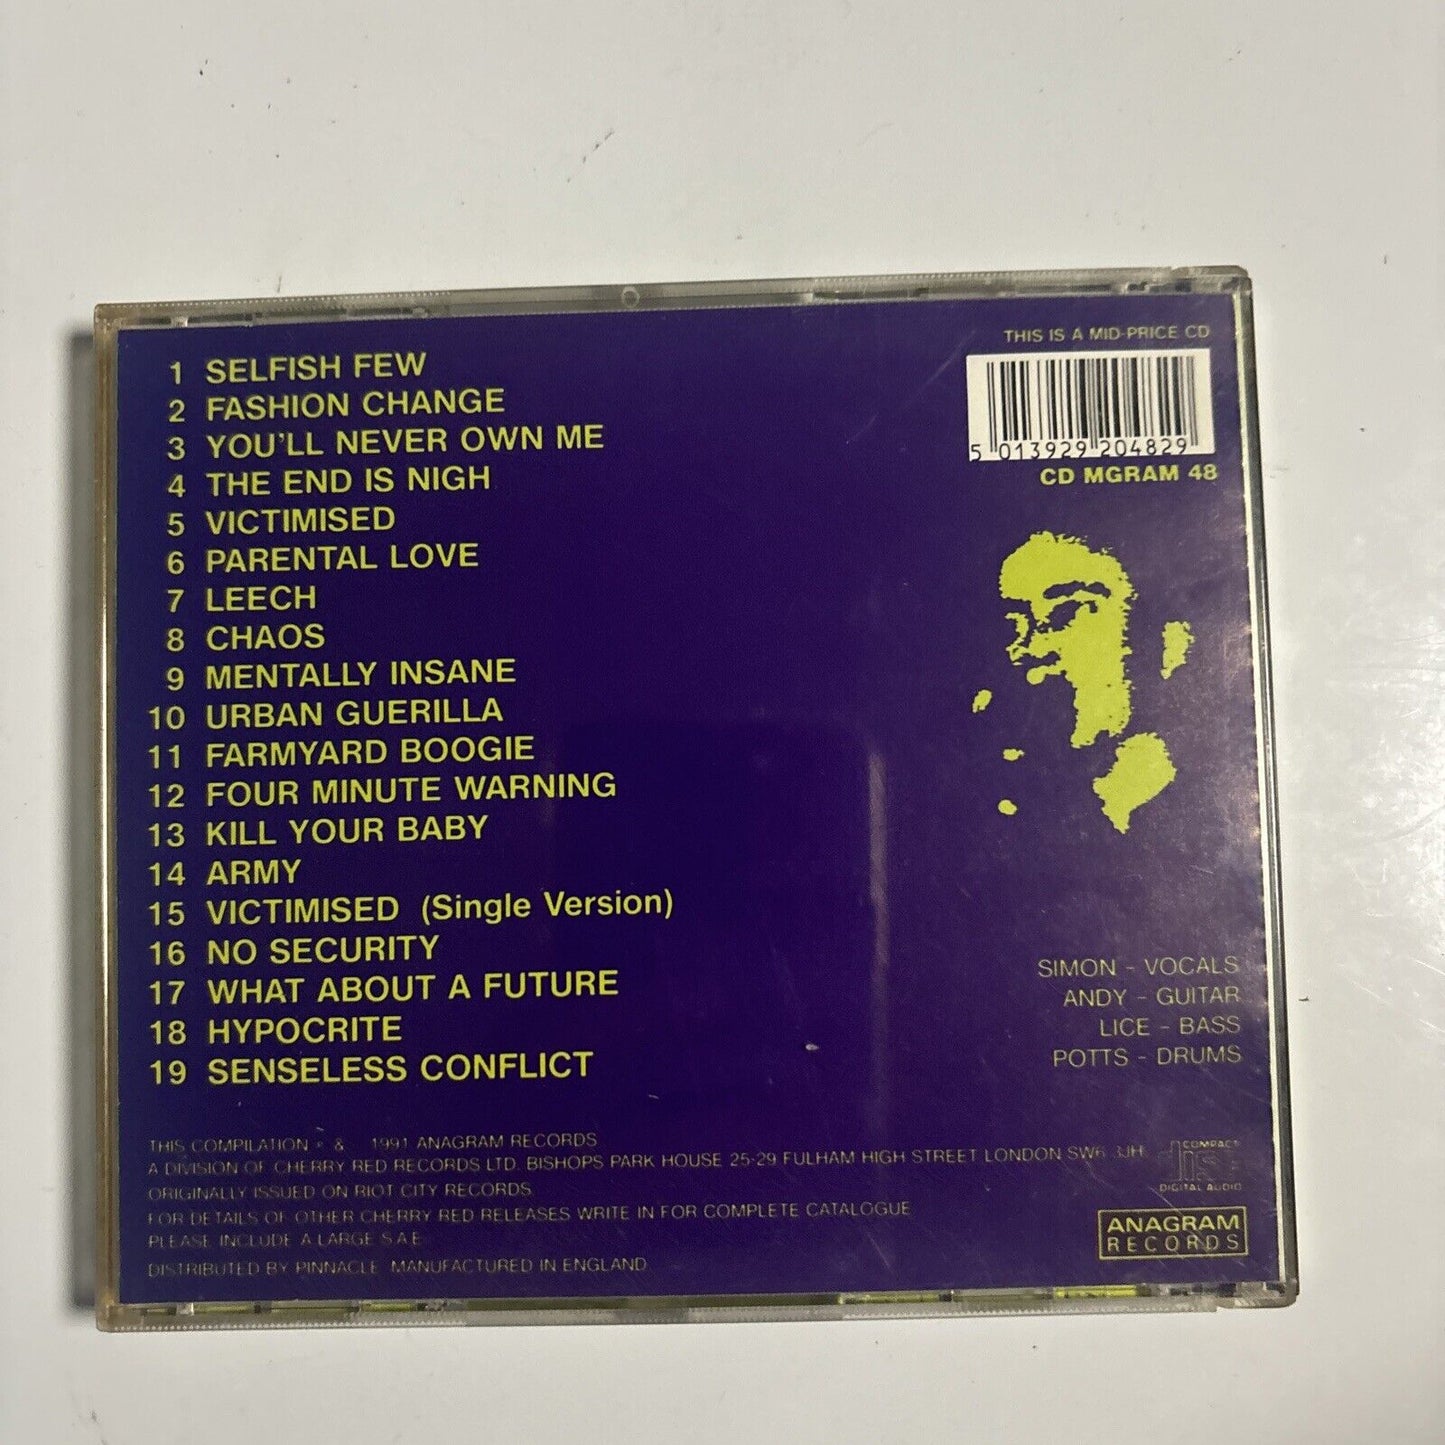 THIS IS A MID-PRICE CD
5 013929 204829
CD MGRAM 48
1 SELFISH FEW
2 FASHION CHANGE
3 YOU'LL NEVER OWN ME
4 THE END IS NIGH
5 VICTIMISED
6 PARENTAL LOVE
7 LEECH
8 CHAOS
9 MENTALLY INSANE
10 URBAN GUERILLA
11 FARMYARD BOOGIE
12 FOUR MINUTE WARNING
13 KILL YOUR BABY
14 ARMY
15 VICTIMISED (Single Version)
16 NO SECURITY
17 WHAT ABOUT A FUTURE
18 HYPOCRITE
19 SENSELESS CONFLICT
SIMON - VOCALS
ANDY - GUITAR
LICE - BASS
POTTS - DRUMS
THIS COMPILATION & 1991 ANAGRAM RECORDS
A DIVISION OF CHERRY RED RECORDS LTD. BISHOPS PARK HOUSE 25-29 FULHAM HIGH STREET LONDON SW6 3JH
ORIGINALLY ISSUED ON RIOT CITY RECORDS
FOR DETAILS OF OTHER CHERRY RED RELEASES WRITE IN FOR COMPLETE CATALOGUE
PLEASE INCLUDE A LARGE S.A.E.
DISTRIBUTED BY PINNACLE MANUFACTURED IN ENGLAND
COMPACT
disc
DIGITAL AUDIO
ANAGRAM
RECORDS